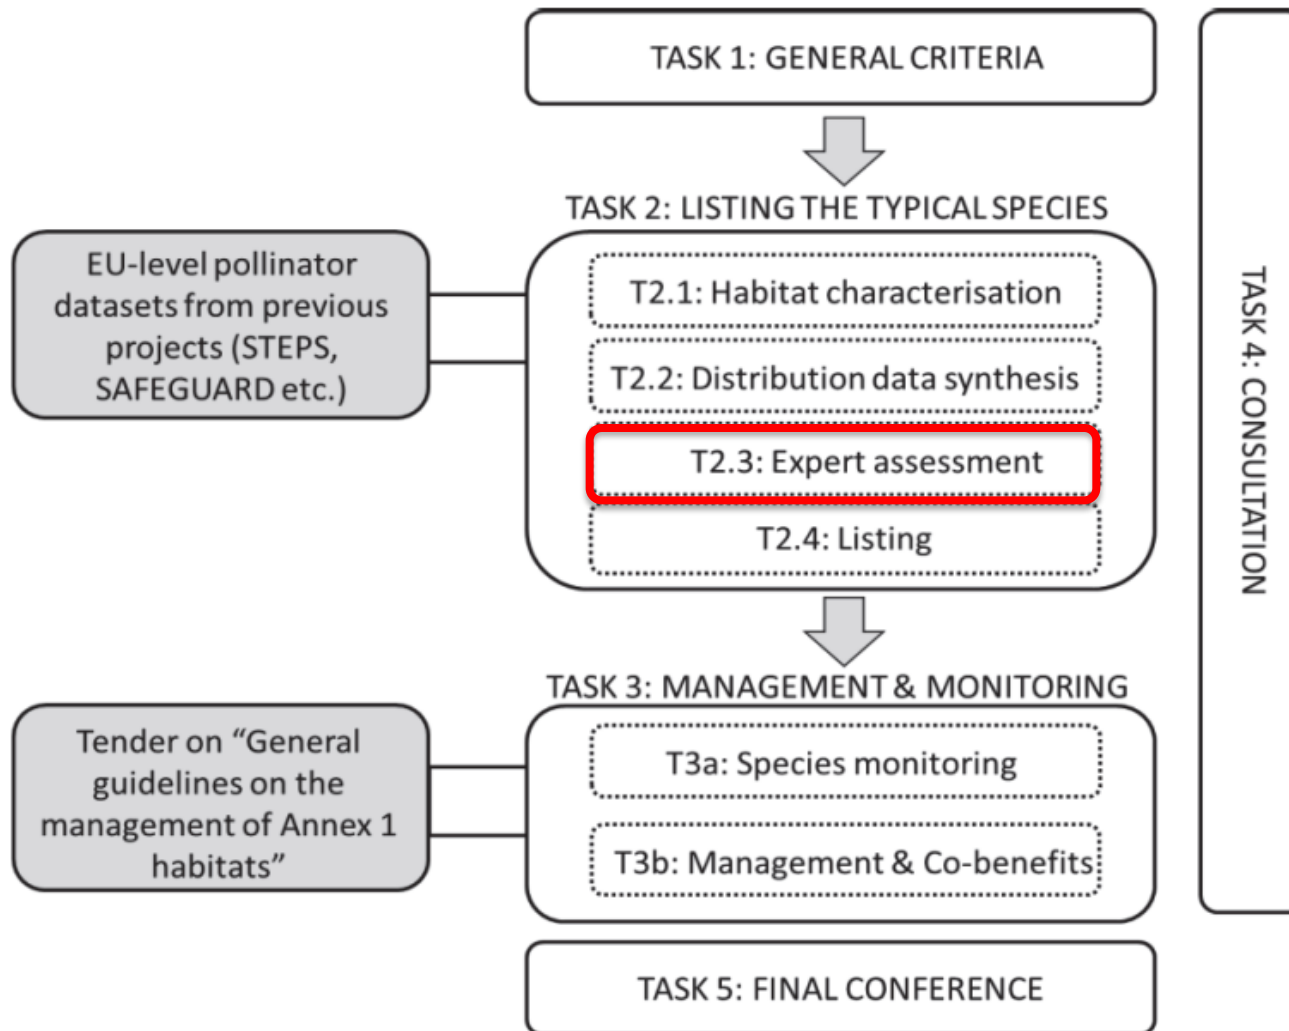 TASK 1: GENERAL CRITERIA
TASK 2: LISTING THE TYPICAL SPECIES
EU-level pollinator
datasets from previous
projects (STEPS,
SAFEGUARD etc.)
T2.1: Habitat characterisation
T2.2: Distribution data synthesis
T2.3: Expert assessment
T2.4: Listing
TASK 3: MANAGEMENT & MONITORING
Tender on “General
guidelines on the
management of Annex 1
habitats”
T3a: Species monitoring
T3b: Management & Co-benefits
TASK 5: FINAL CONFERENCE
TASK 4: CONSULTATION